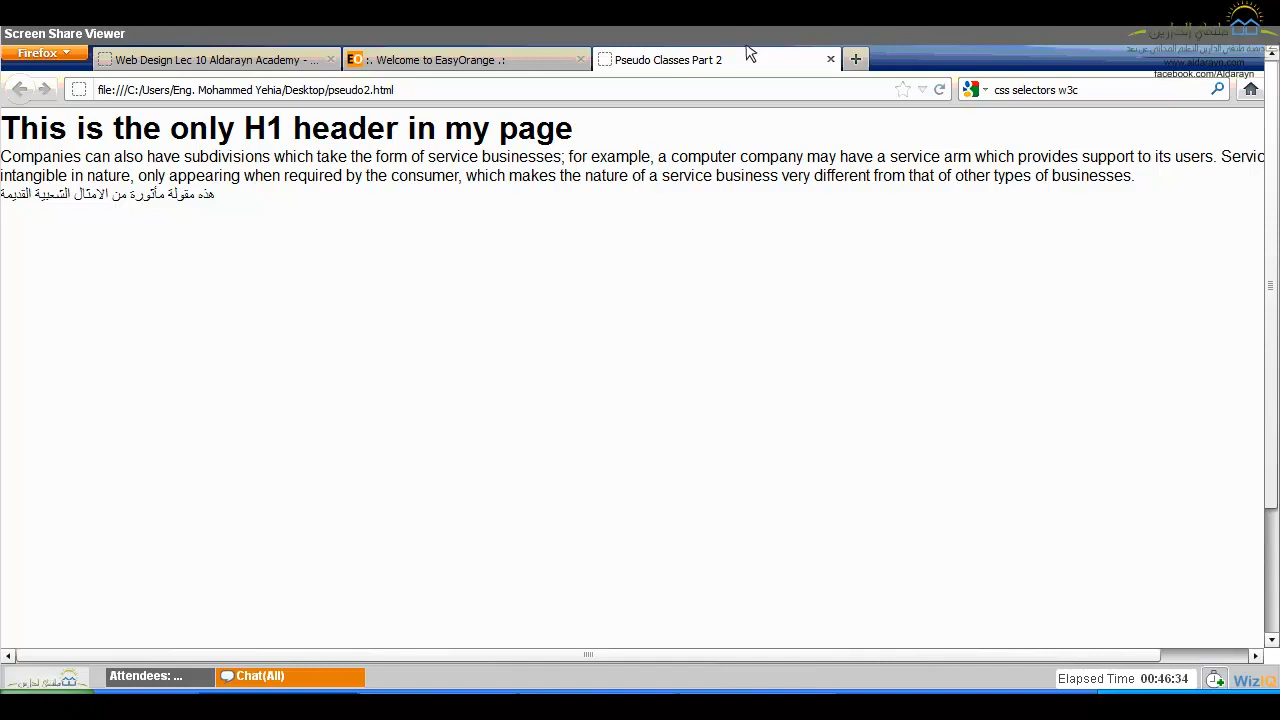 Screen Share Viewer
Firefox
Web Design Lec 10 Aldarayn Academy - ...
EO :. Welcome to EasyOrange .:
Pseudo Classes Part 2
www.aldarayn.com
facebook.com/Aldarayn
file:///C:/Users/Eng. Mohammed Yehia/Desktop/pseudo2.html
css selectors w3c
This is the only H1 header in my page
Companies can also have subdivisions which take the form of service businesses; for example, a computer company may have a service arm which provides support to its users. Servic
intangible in nature, only appearing when required by the consumer, which makes the nature of a service business very different from that of other types of businesses.
هذه مقولة مأثورة من الامثال الشعبية القديمة
Attendees: ...
Chat(All)
Elapsed Time 00:46:34
WizIQ